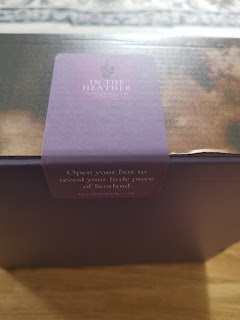 IN THE
HEATHER
Open your box to
reveal your little piece
of Scotland